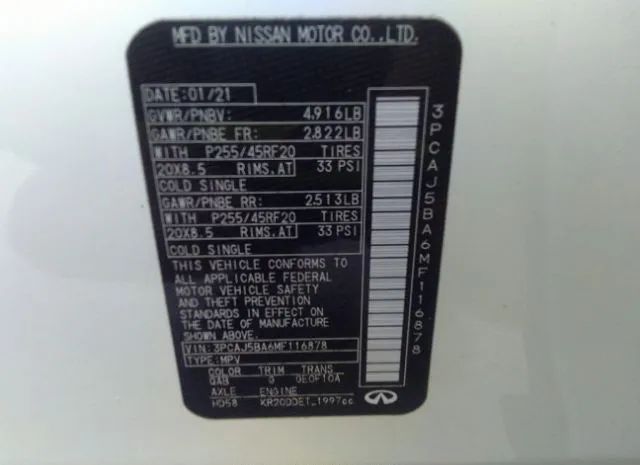 MFD BY NISSAN MOTOR CO.,LTD.
DATE:01/21
GVWR/PNBV: 4,916LB
GAWR/PNBE FR: 2,822LB
WITH P255/45RF20 TIRES
20X8.5 RIMS.AT 33 PSI
COLD SINGLE
GAWR/PNBE RR: 2,513LB
WITH P255/45RF20 TIRES
20X8.5 RIMS.AT 33 PSI
COLD SINGLE
THIS VEHICLE CONFORMS TO
ALL APPLICABLE FEDERAL
MOTOR VEHICLE SAFETY
AND THEFT PREVENTION
STANDARDS IN EFFECT ON
THE DATE OF MANUFACTURE
SHOWN ABOVE.
VIN:3PCAJ5BA6MF116878
TYPE:MPV
COLOR TRIM TRANS
QAB G 0E0F10A
AXLE ENGINE
HD58 KR20DDET_1997cc
3PCAJ5BA6MF116878